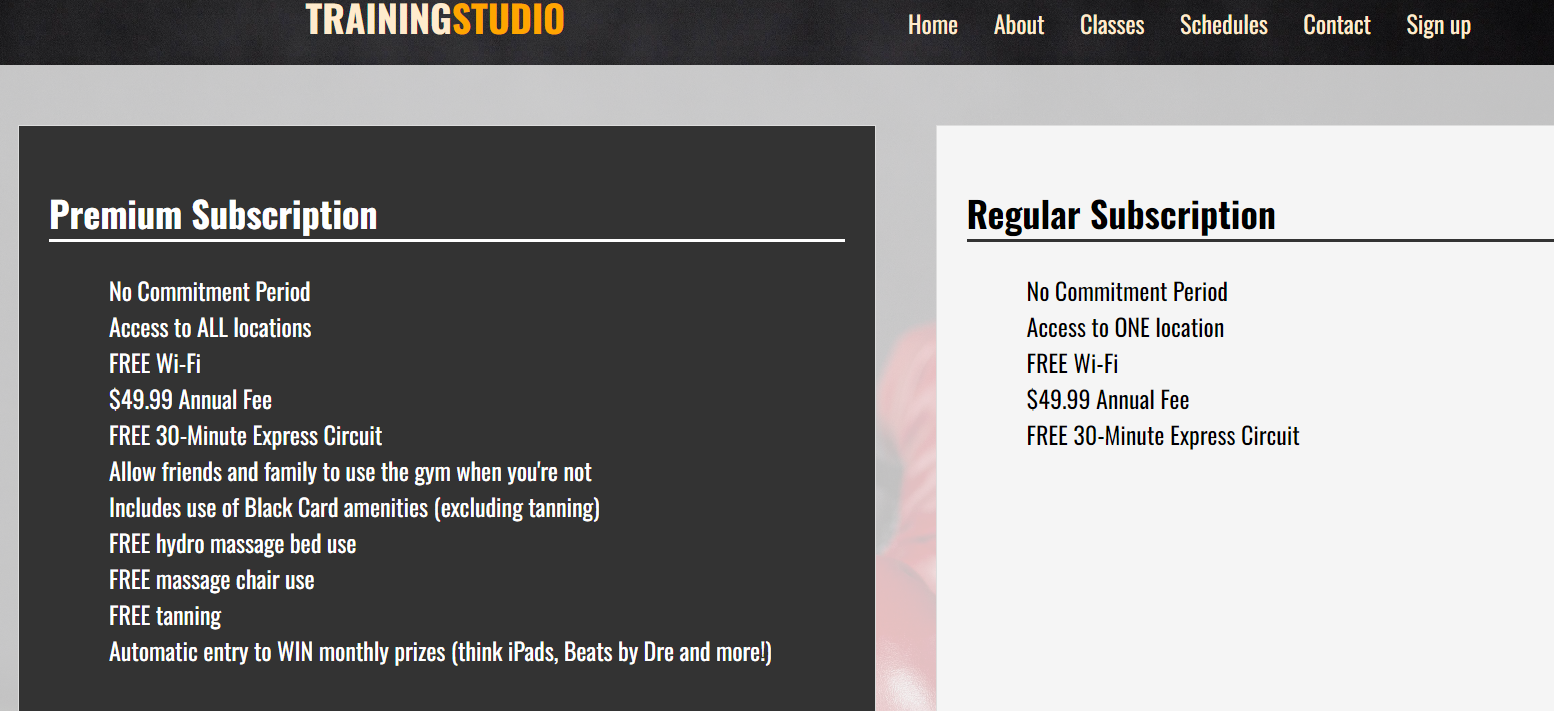 TRAININGSTUDIO
Home About Classes Schedules Contact Sign up
Premium Subscription
No Commitment Period
Access to ALL locations
FREE Wi-Fi
$49.99 Annual Fee
FREE 30-Minute Express Circuit
Allow friends and family to use the gym when you're not
Includes use of Black Card amenities (excluding tanning)
FREE hydro massage bed use
FREE massage chair use
FREE tanning
Automatic entry to WIN monthly prizes (think iPads, Beats by Dre and more!)
Regular Subscription
No Commitment Period
Access to ONE location
FREE Wi-Fi
$49.99 Annual Fee
FREE 30-Minute Express Circuit